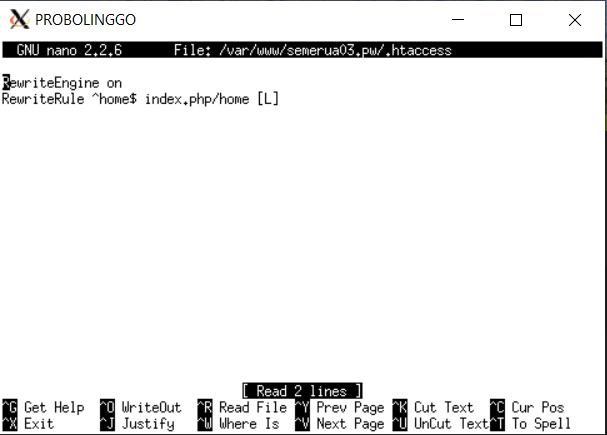 PROBOLINGGO
GNU nano 2.2.6 File: /var/www/semerua03.pw/.htaccess
RewriteEngine on
RewriteRule ^home$ index.php/home [L]
[ Read 2 lines ]
^G Get Help ^O WriteOut ^R Read File ^Y Prev Page ^K Cut Text ^C Cur Pos
^X Exit ^J Justify ^W Where Is ^V Next Page ^U UnCut Text ^T To Spell